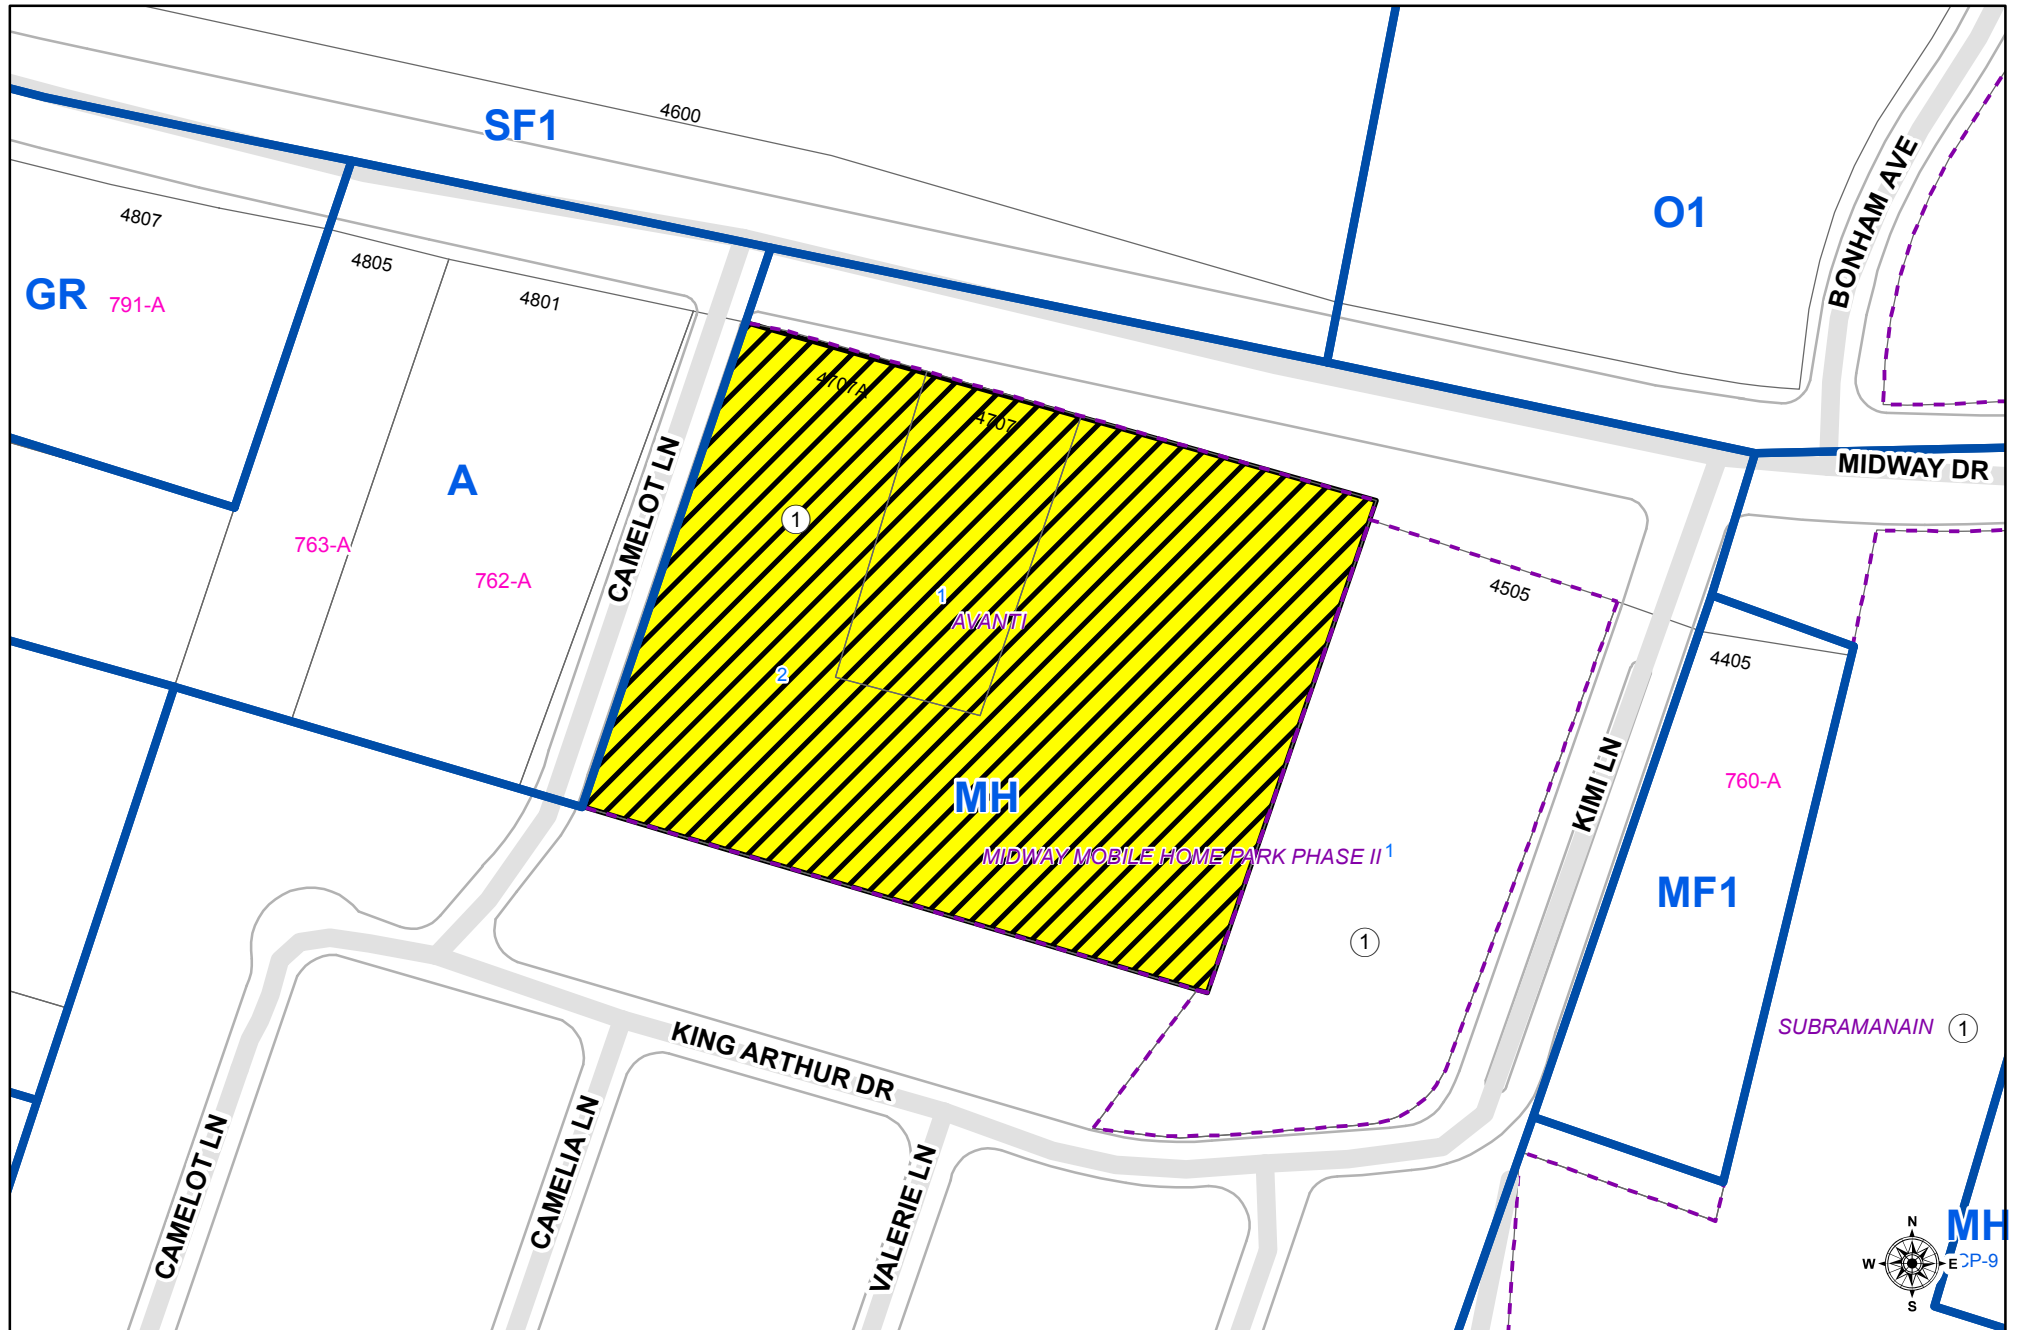 4600
SF1
O1
BONHAM AVE
4807
4805
4801
GR
791-A
4707A
4707
A
CAMELOT LN
MIDWAY DR
1
763-A
762-A
4505
1
AVANTI
2
4405
KIMI LN
760-A
MH
MIDWAY MOBILE HOME PARK PHASE II
1
MF1
1
SUBRAMANAIN
1
KING ARTHUR DR
CAMELOT LN
CAMELIA LN
VALERIE LN
MH
CP-9
N
W
E
S